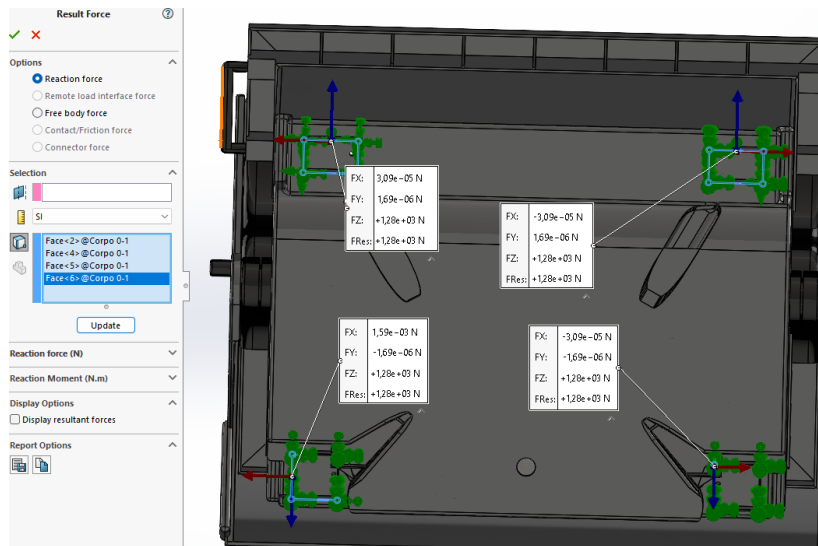 Result Force
Options
Reaction force
Remote load interface force
Free body force
Contact/Friction force
Connector force
Selection
SI
Face<2>@Corpo 0-1
Face<4>@Corpo 0-1
Face<5>@Corpo 0-1
Face<6>@Corpo 0-1
Update
Reaction force (N)
Reaction Moment (N.m)
Display Options
Display resultant forces
Report Options
FX: 3,09e-05 N
FY: 1,69e-06 N
FZ: +1,28e+03 N
FRes: +1,28e+03 N
FX: -3,09e-05 N
FY: 1,69e-06 N
FZ: +1,28e+03 N
FRes: +1,28e+03 N
FX: 1,59e-03 N
FY: -1,69e-06 N
FZ: +1,28e+03 N
FRes: +1,28e+03 N
FX: -3,09e-05 N
FY: -1,69e-06 N
FZ: +1,28e+03 N
FRes: +1,28e+03 N